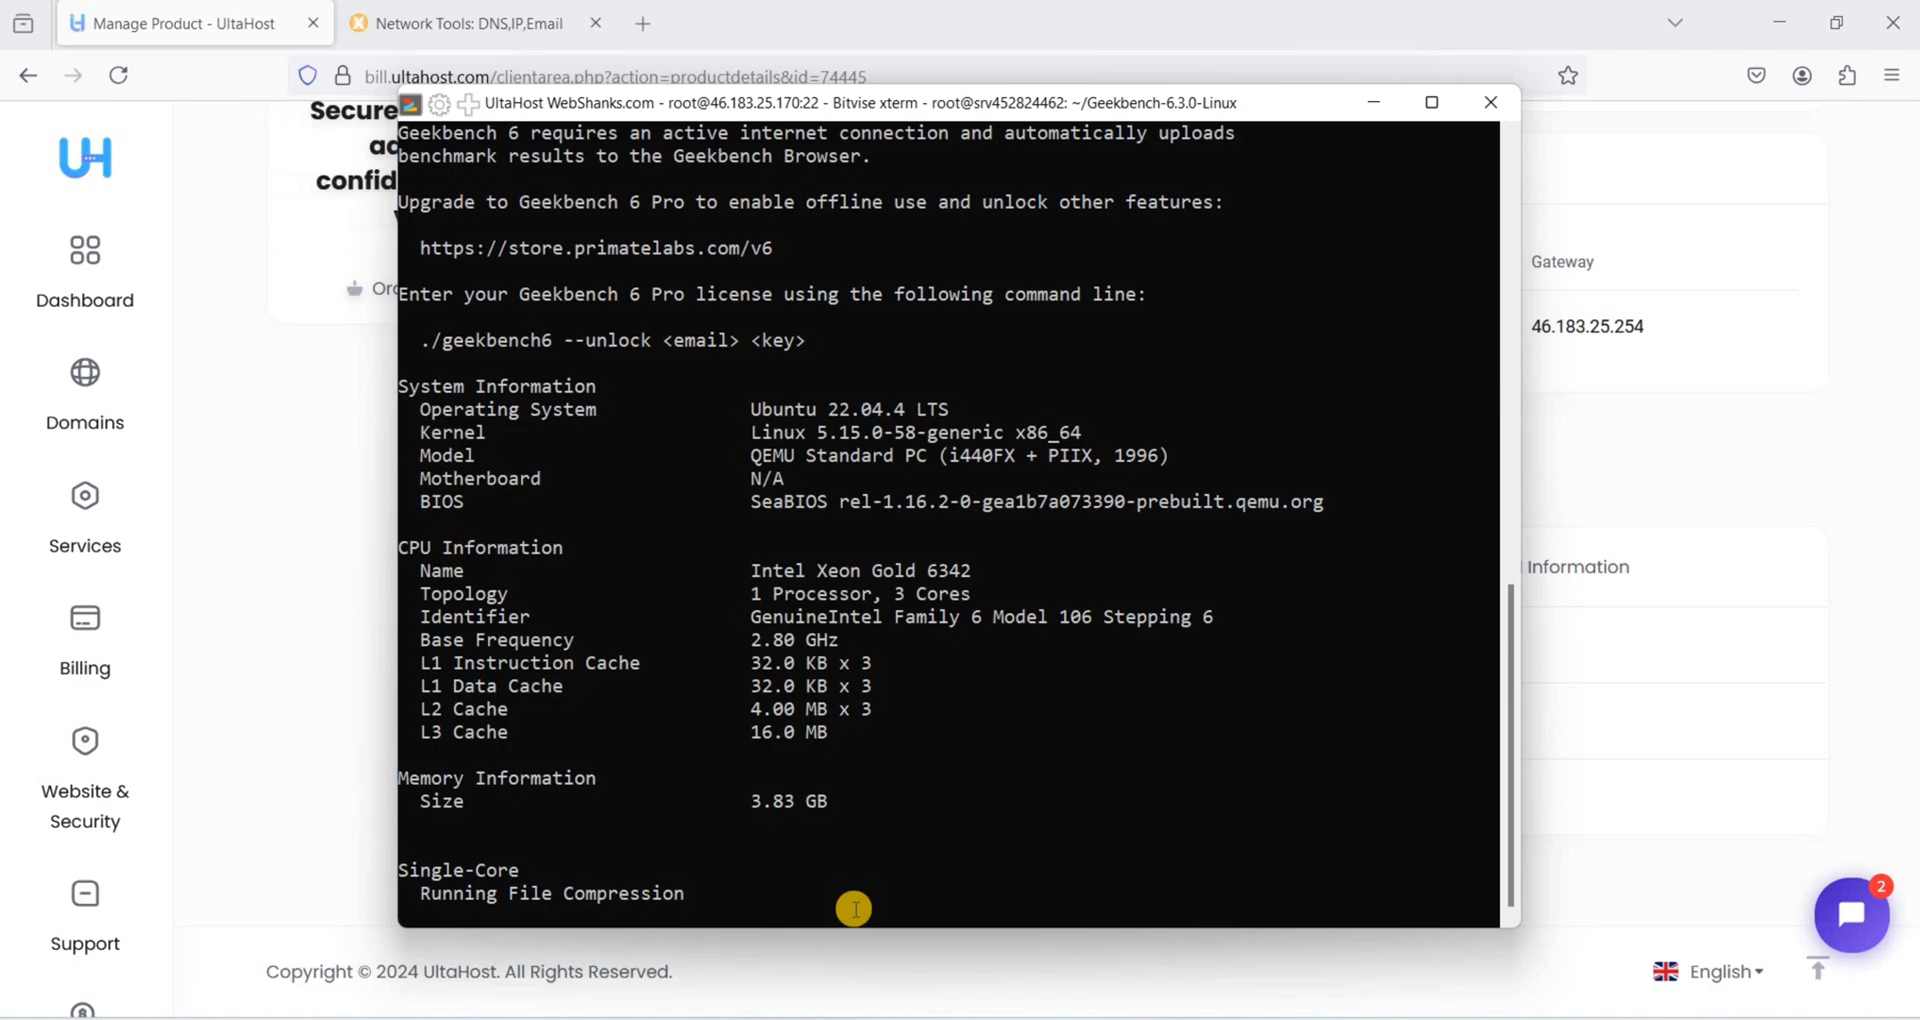 Manage Product - UltaHost
Network Tools: DNS,IP,Email
bill.ultahost.com/clientarea.php?action=productdetails&id=74445
UltaHost WebShanks.com - root@46.183.25.170:22 - Bitvise xterm - root@srv452824462: ~/Geekbench-6.3.0-Linux
Secure
confid
Dashboard
Domains
Services
Billing
Website &
Security
Support
Geekbench 6 requires an active internet connection and automatically uploads
benchmark results to the Geekbench Browser.
Upgrade to Geekbench 6 Pro to enable offline use and unlock other features:
https://store.primatelabs.com/v6
Enter your Geekbench 6 Pro license using the following command line:
./geekbench6 --unlock <email> <key>
System Information
Operating System Ubuntu 22.04.4 LTS
Kernel Linux 5.15.0-58-generic x86_64
Model QEMU Standard PC (i440FX + PIIX, 1996)
Motherboard N/A
BIOS SeaBIOS rel-1.16.2-0-gea1b7a073390-prebuilt.qemu.org
CPU Information
Name Intel Xeon Gold 6342
Topology 1 Processor, 3 Cores
Identifier GenuineIntel Family 6 Model 106 Stepping 6
Base Frequency 2.80 GHz
L1 Instruction Cache 32.0 KB x 3
L1 Data Cache 32.0 KB x 3
L2 Cache 4.00 MB x 3
L3 Cache 16.0 MB
Memory Information
Size 3.83 GB
Single-Core
Running File Compression
Gateway
46.183.25.254
Information
2
Copyright © 2024 UltaHost. All Rights Reserved.
English